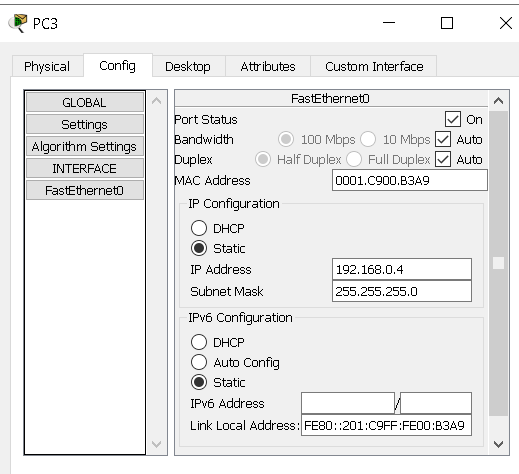 PC3
Physical Config Desktop Attributes Custom Interface
GLOBAL
Settings
Algorithm Settings
INTERFACE
FastEthernet0
FastEthernet0
Port Status On
Bandwidth 100 Mbps 10 Mbps Auto
Duplex Half Duplex Full Duplex Auto
MAC Address 0001.C900.B3A9
IP Configuration
DHCP
Static
IP Address 192.168.0.4
Subnet Mask 255.255.255.0
IPv6 Configuration
DHCP
Auto Config
Static
IPv6 Address /
Link Local Address: FE80::201:C9FF:FE00:B3A9